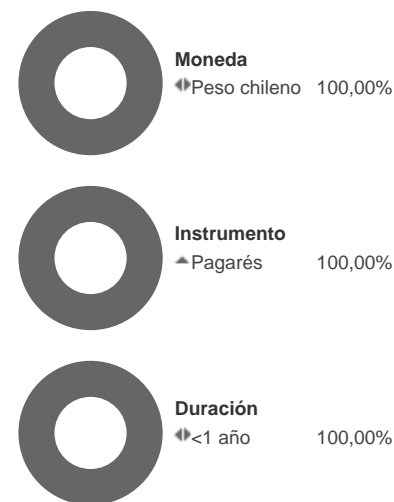 Moneda
Peso chileno 100,00%
Instrumento
Pagarés 100,00%
Duración
<1 año 100,00%